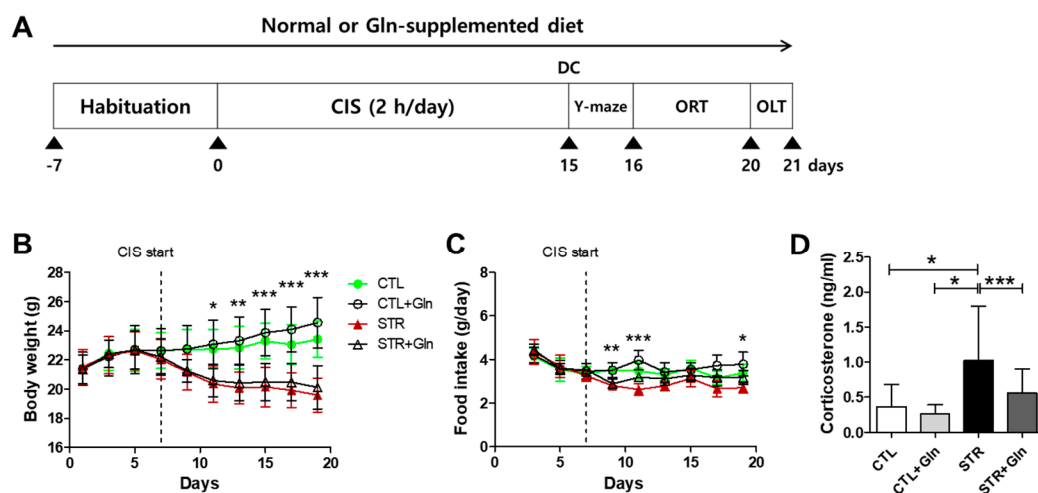 A
Normal or Gln-supplemented diet
DC
Habituation
CIS (2 h/day)
Y-maze
ORT
OLT
-7 0 15 16 20 21 days
B
CIS start
Body weight (g)
26
24
22
20
18
16
* ** *** *** ***
0 5 10 15 20
Days
CTL
CTL+Gln
STR
STR+Gln
C
CIS start
Food intake (g/day)
8
6
4
2
0
** *** *
0 5 10 15 20
Days
D
Corticosterone (ng/ml)
2.5
2.0
1.5
1.0
0.5
0.0
*
* ***
CTL
CTL+Gln
STR
STR+Gln